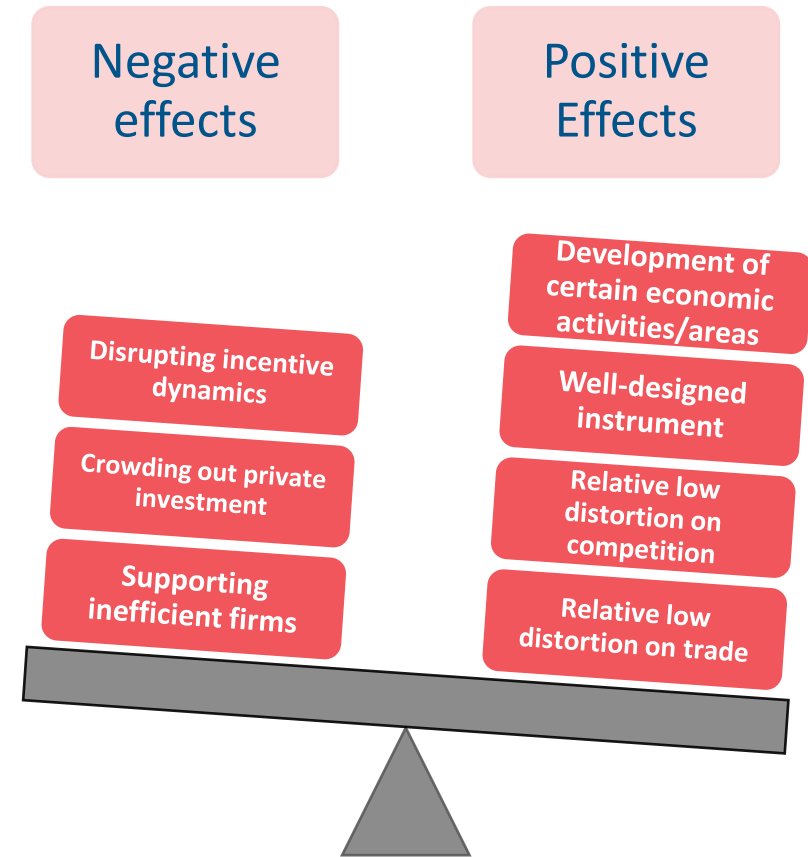 Negative
effects
Positive
Effects
Disrupting incentive
dynamics
Crowding out private
investment
Supporting
inefficient firms
Development of
certain economic
activities/areas
Well-designed
instrument
Relative low
distortion on
competition
Relative low
distortion on trade